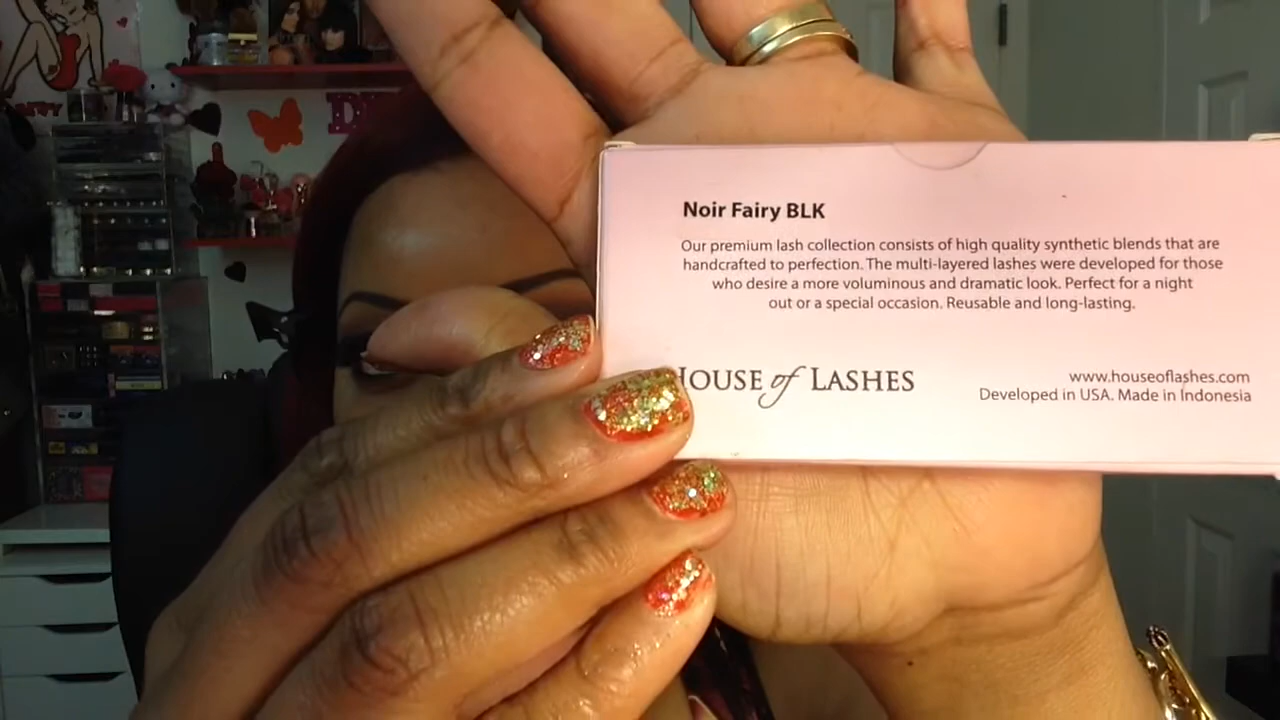 Noir Fairy BLK
Our premium lash collection consists of high quality synthetic blends that are
handcrafted to perfection. The multi-layered lashes were developed for those
who desire a more voluminous and dramatic look. Perfect for a night
out or a special occasion. Reusable and long-lasting.
HOUSE of LASHES
www.houseoflashes.com
Developed in USA. Made in Indonesia